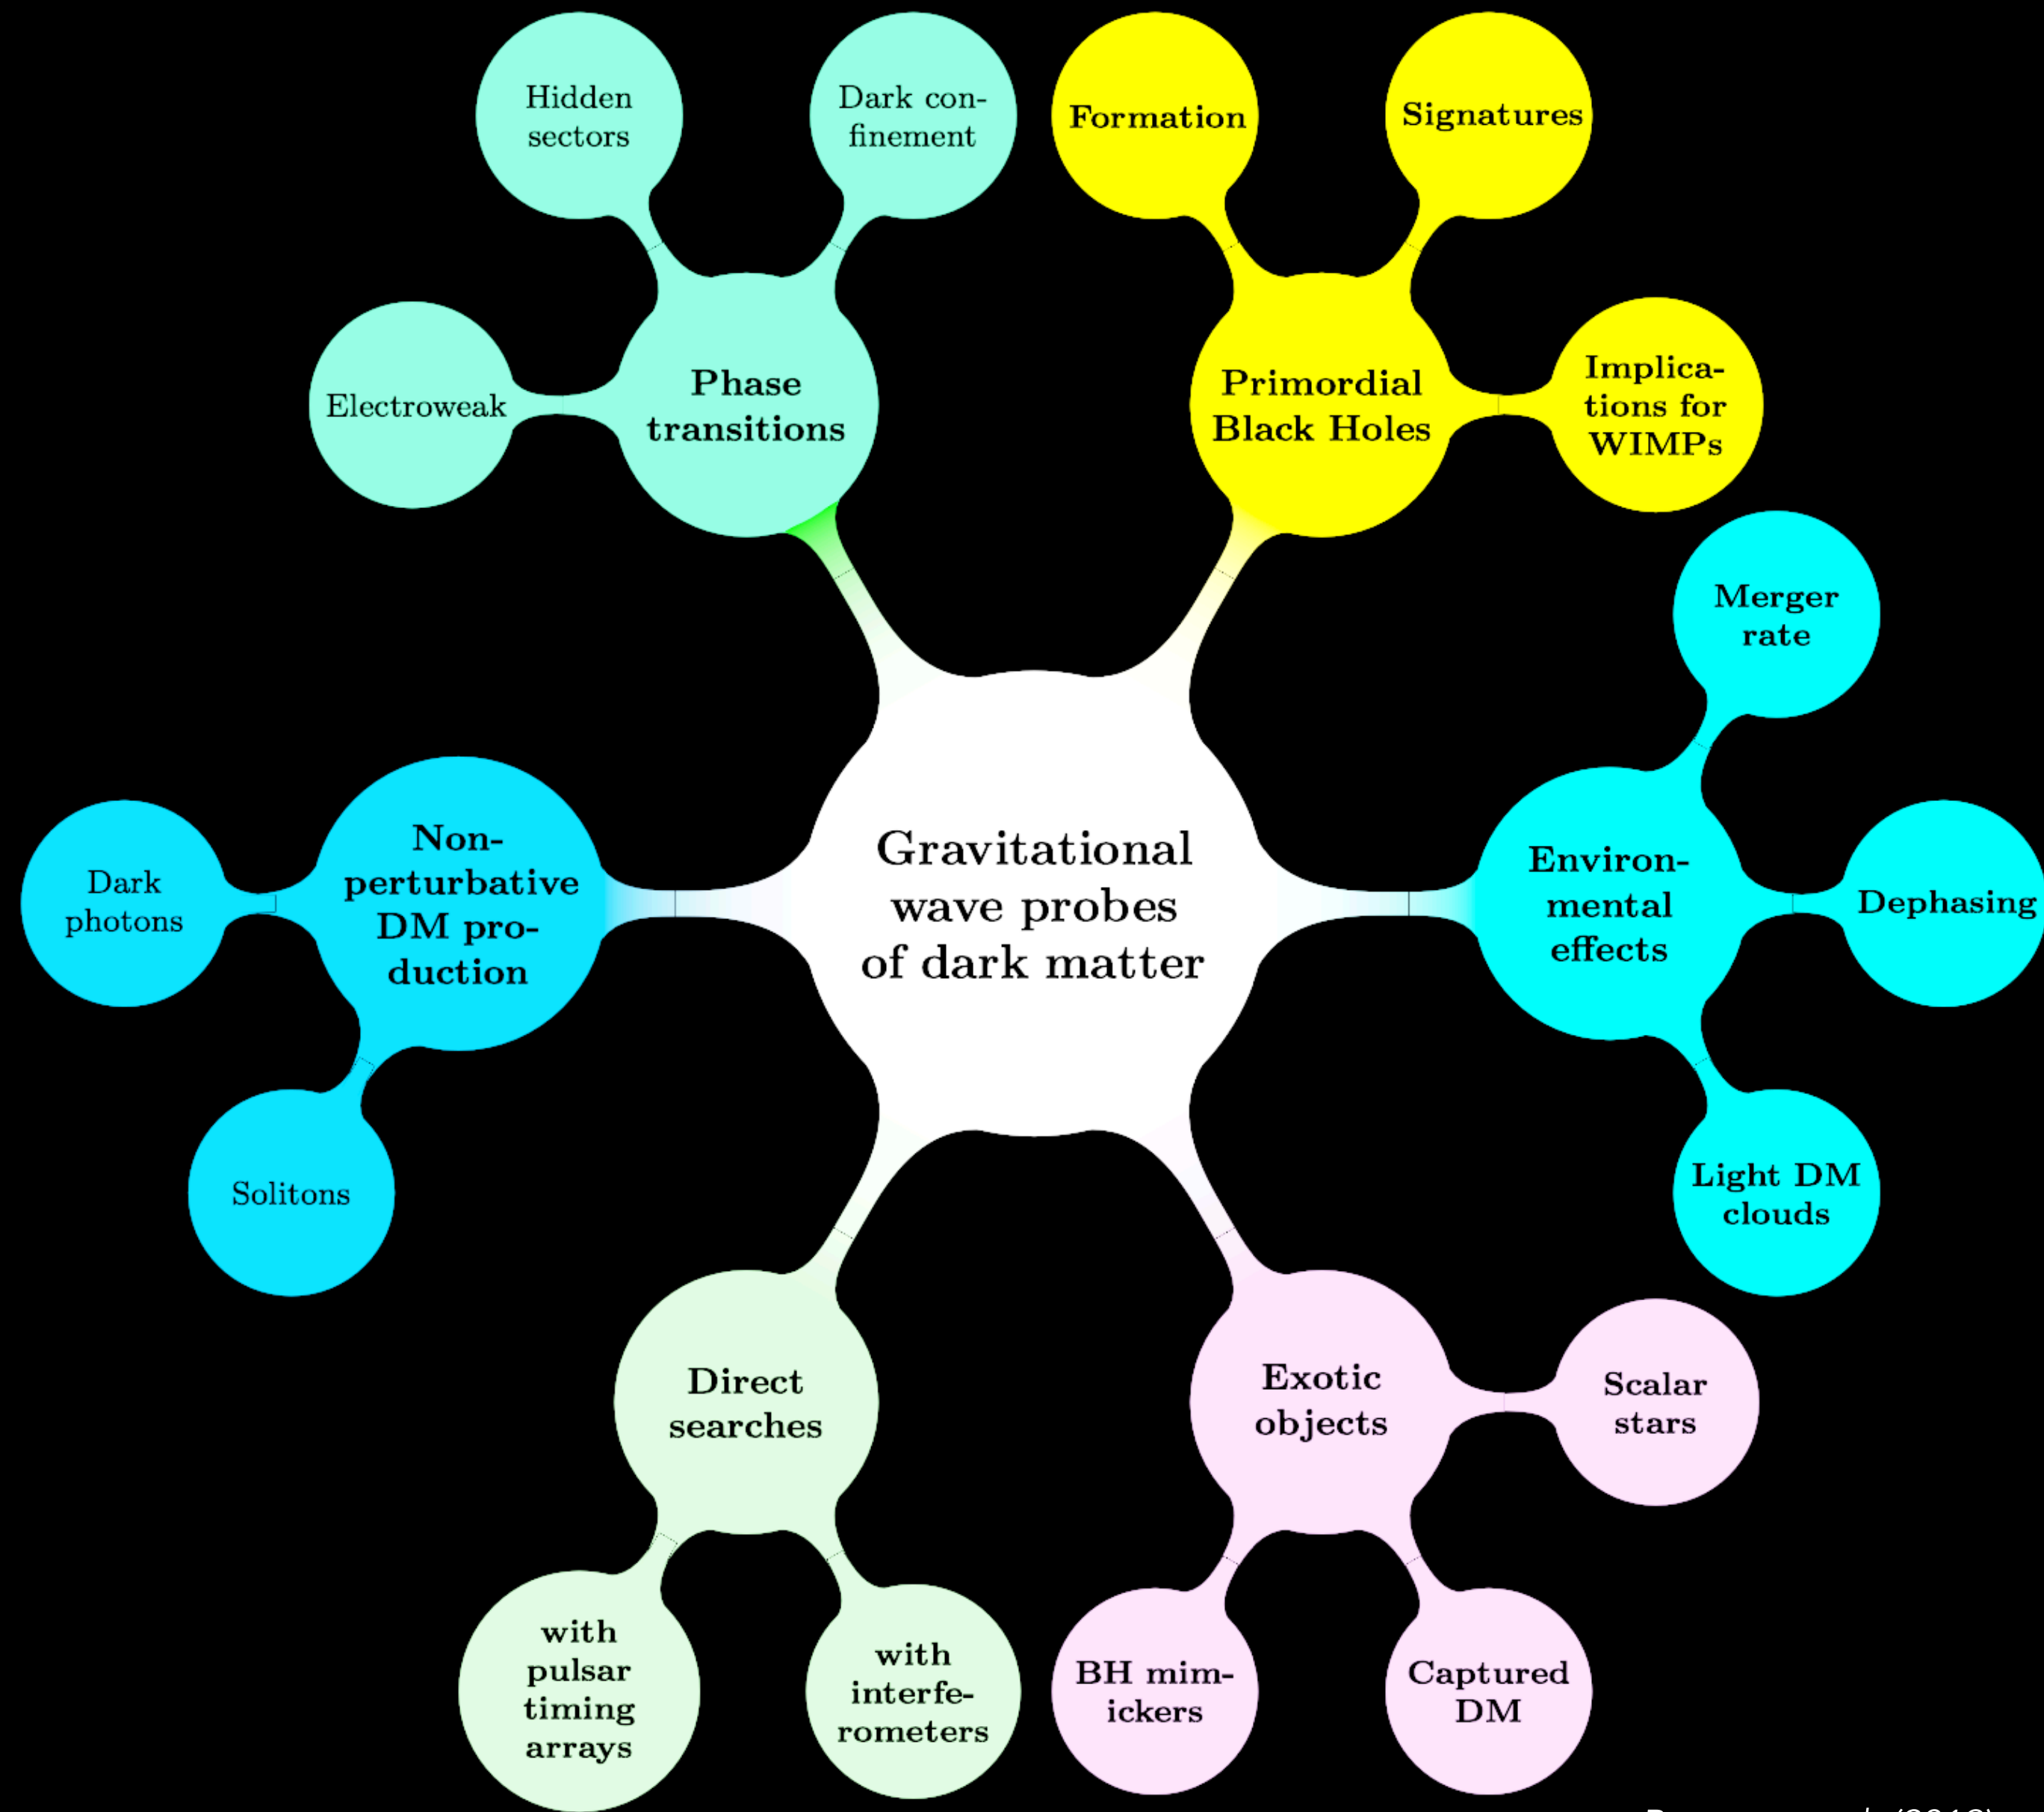 Gravitational
wave probes
of dark matter
Phase
transitions
Electroweak
Hidden
sectors
Dark con-
finement
Primordial
Black Holes
Formation
Signatures
Implica-
tions for
WIMPs
Environ-
mental
effects
Merger
rate
Dephasing
Light DM
clouds
Exotic
objects
Scalar
stars
Captured
DM
BH mim-
ickers
Direct
searches
with
interfe-
rometers
with
pulsar
timing
arrays
Non-
perturbative
DM pro-
duction
Solitons
Dark
photons